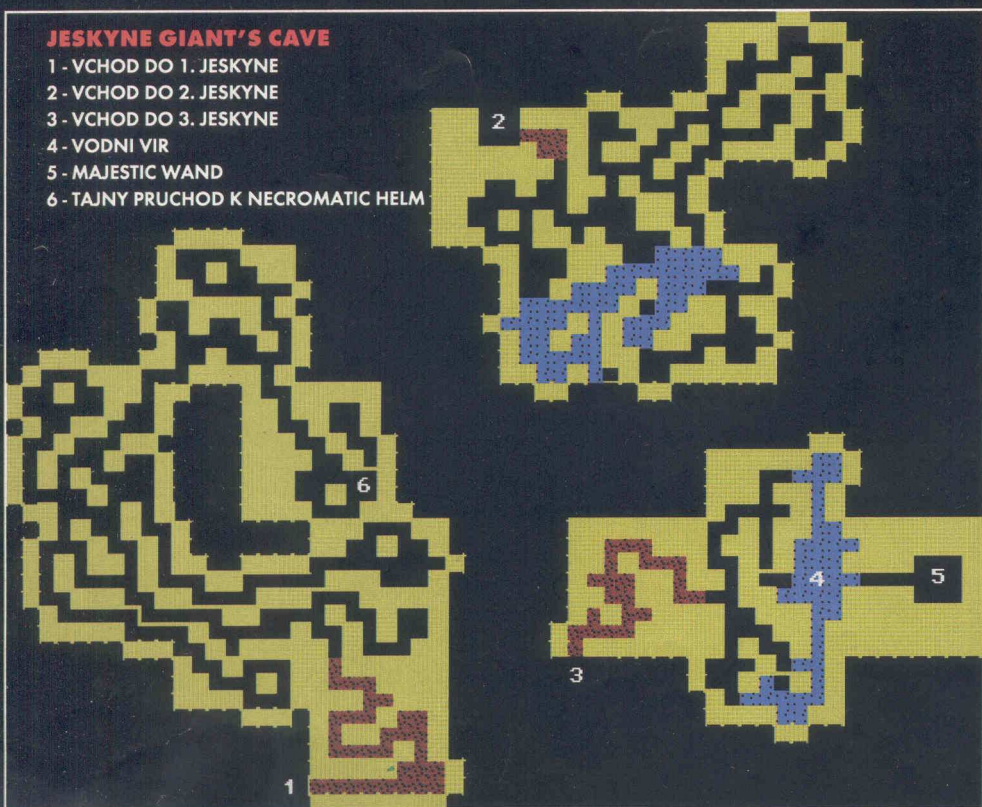 JESKYNE GIANT'S CAVE
1 - VCHOD DO 1. JESKYNE
2 - VCHOD DO 2. JESKYNE
3 - VCHOD DO 3. JESKYNE
4 - VODNI VIR
5 - MAJESTIC WAND
6 - TAJNY PRUCHOD K NECROMATIC HELM
2
6
4
5
3
1